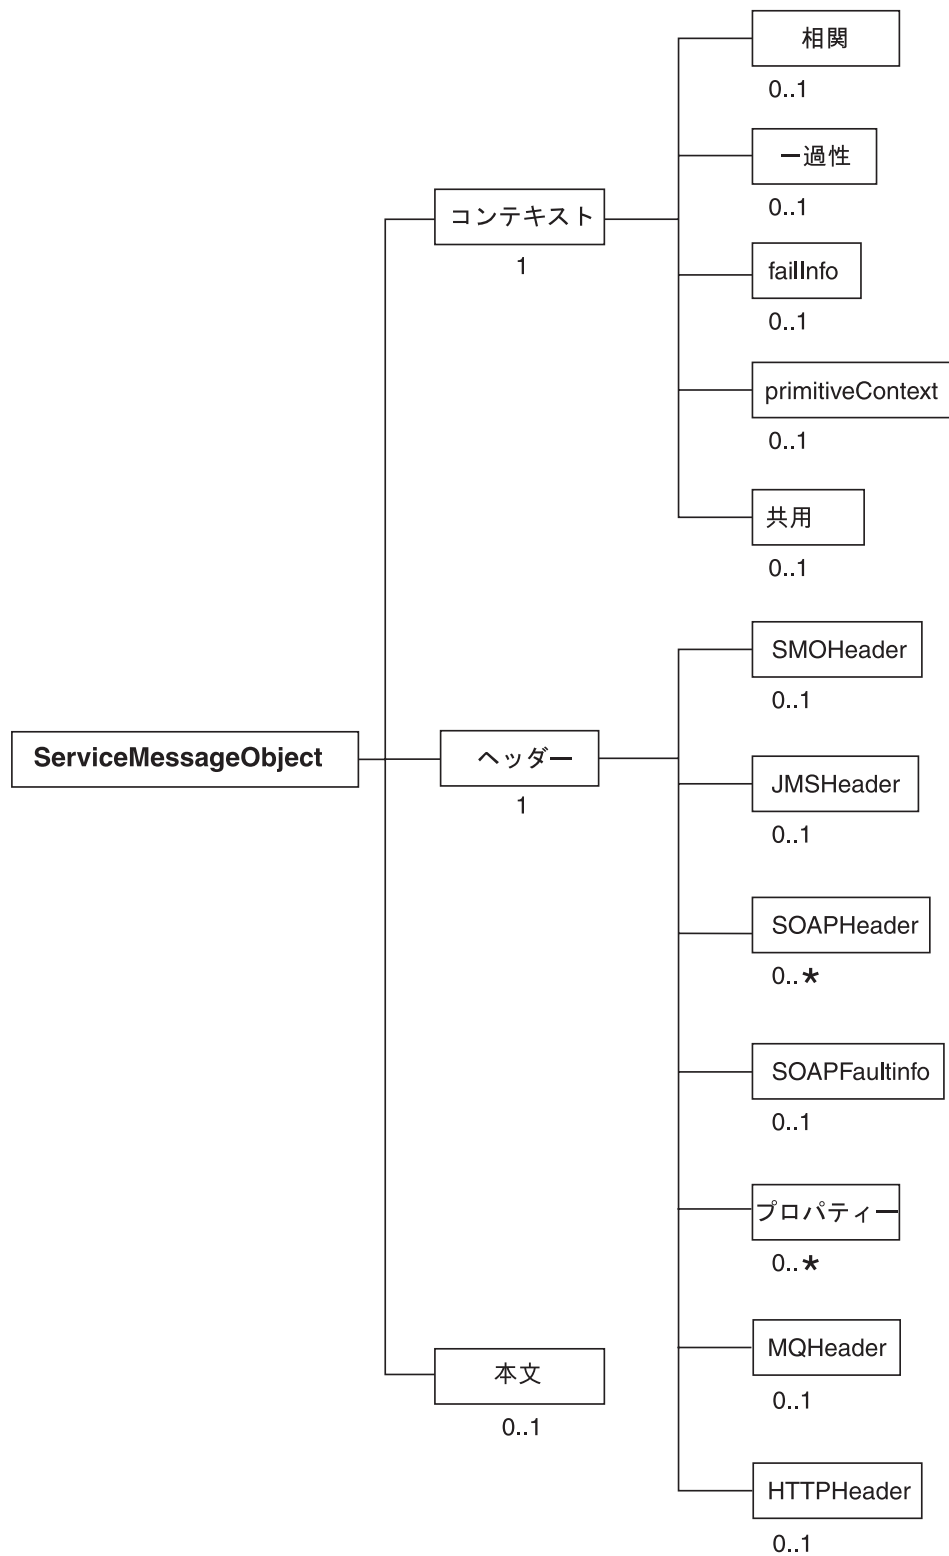 相関
0..1
一過性
0..1
コンテキスト
1
failInfo
0..1
primitiveContext
0..1
共用
0..1
SMOHeader
0..1
ServiceMessageObject
ヘッダー
1
JMSHeader
0..1
SOAPHeader
0..*
SOAPFaultinfo
0..1
プロパティー
0..*
MQHeader
0..1
本文
0..1
HTTPHeader
0..1